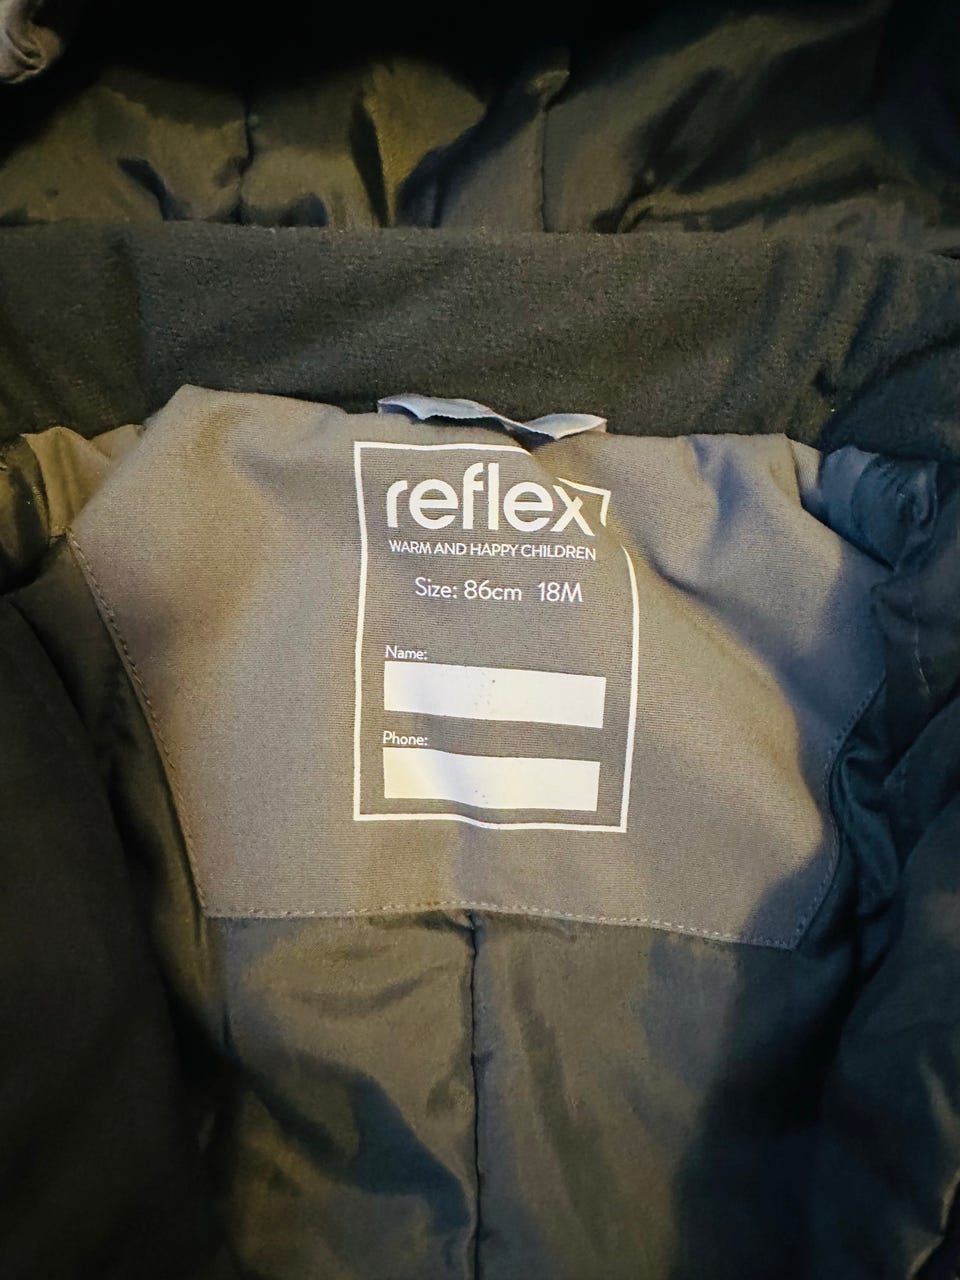 reflex
WARM AND HAPPY CHILDREN
Size: 86cm 18M
Name:
Phone: